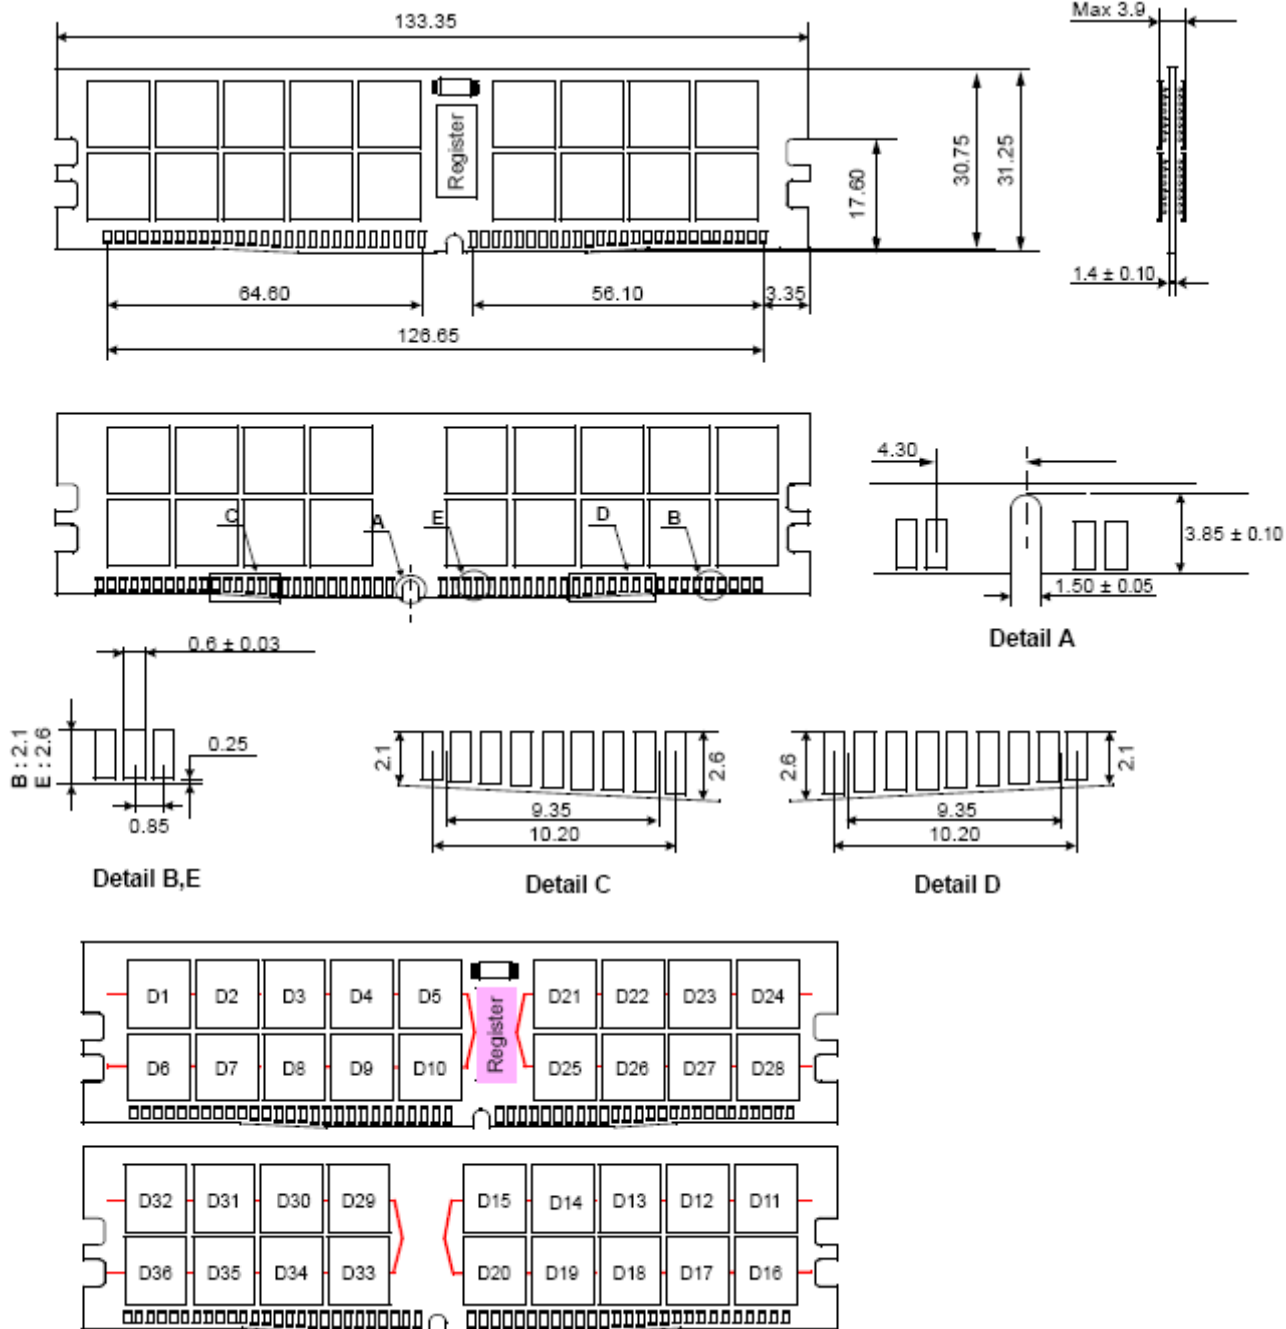 133.35
Max 3.9
Register
17.60
30.75
31.25
1.4 ± 0.10
64.60
56.10
3.35
126.65
C
A
E
D
B
4.30
3.85 ± 0.10
1.50 ± 0.05
Detail A
0.6 ± 0.03
B : 2.1
E : 2.6
0.25
0.85
Detail B,E
2.1
2.6
9.35
10.20
Detail C
2.6
2.1
9.35
10.20
Detail D
D1 D2 D3 D4 D5 D21 D22 D23 D24
Register
D6 D7 D8 D9 D10 D25 D26 D27 D28
D32 D31 D30 D29 D15 D14 D13 D12 D11
D36 D35 D34 D33 D20 D19 D18 D17 D16